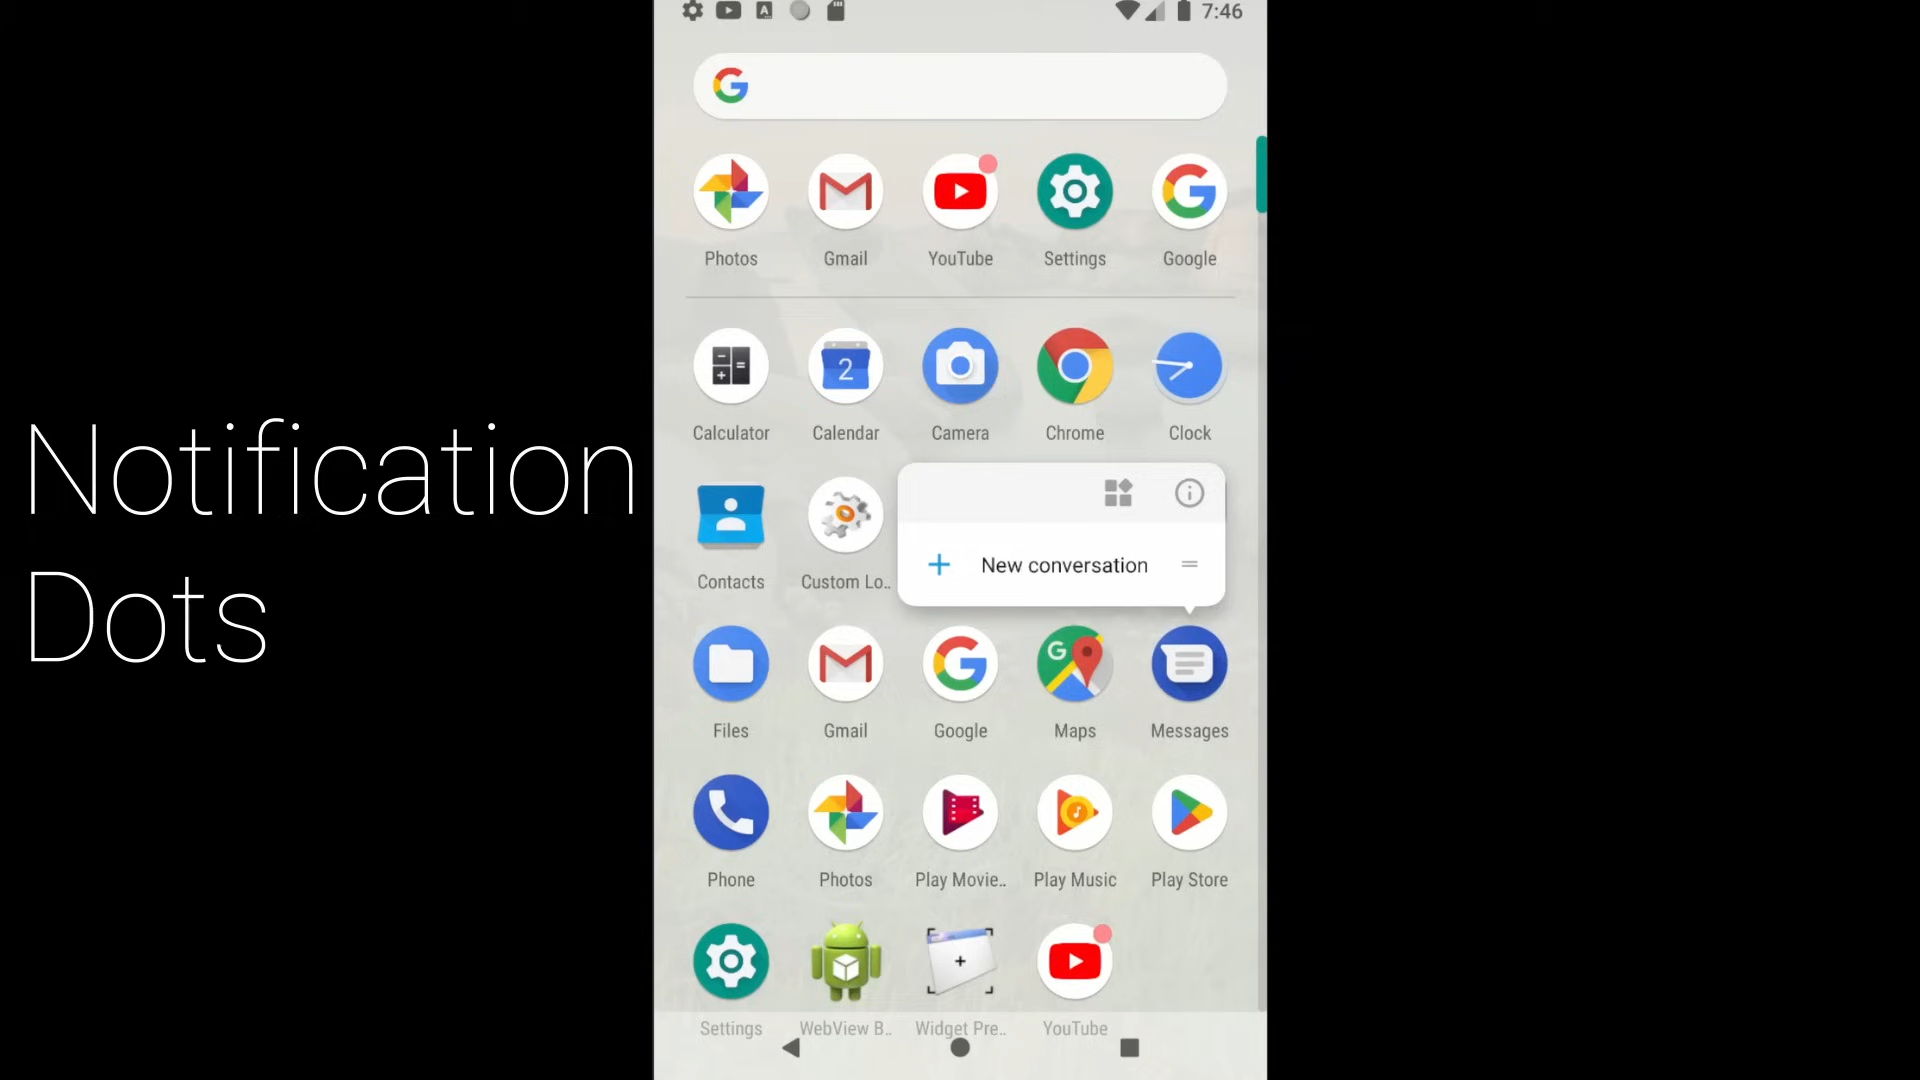 7:46
Photos
Gmail
YouTube
Settings
Google
2
Calculator
Calendar
Camera
Chrome
Clock
Notification
Dots
New conversation
Contacts
Custom Lo..
Files
Gmail
Google
Maps
Messages
Phone
Photos
Play Movie..
Play Music
Play Store
Settings
WebView B..
Widget Pre..
YouTube